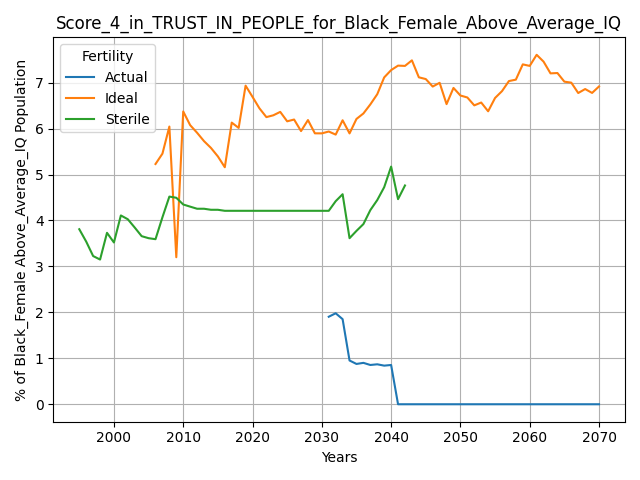 Score_4_in_TRUST_IN_PEOPLE_for_Black_Female_Above_Average_IQ
Fertility
Actual
Ideal
Sterile
% of Black_Female Above_Average_IQ Population
7
6
5
4
3
2
1
0
2000
2010
2020
2030
2040
2050
2060
2070
Years